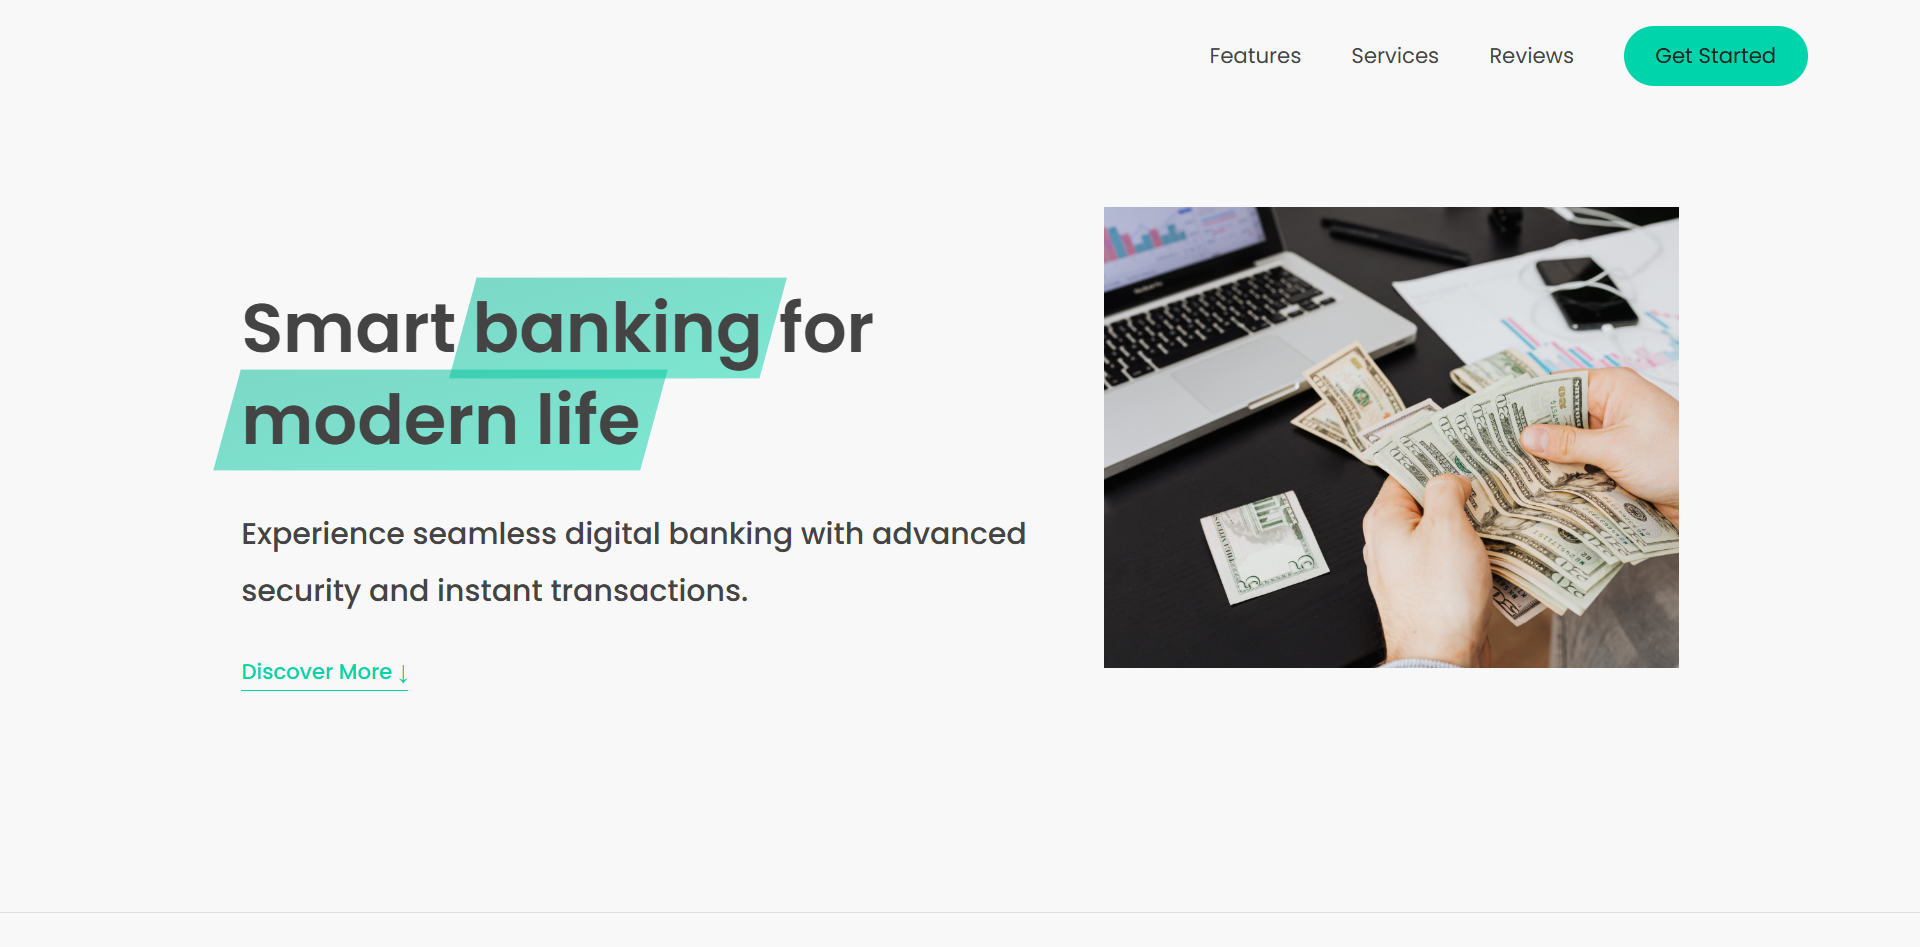 Features Services Reviews Get Started
Smart banking for
modern life
Experience seamless digital banking with advanced
security and instant transactions.
Discover More ↓